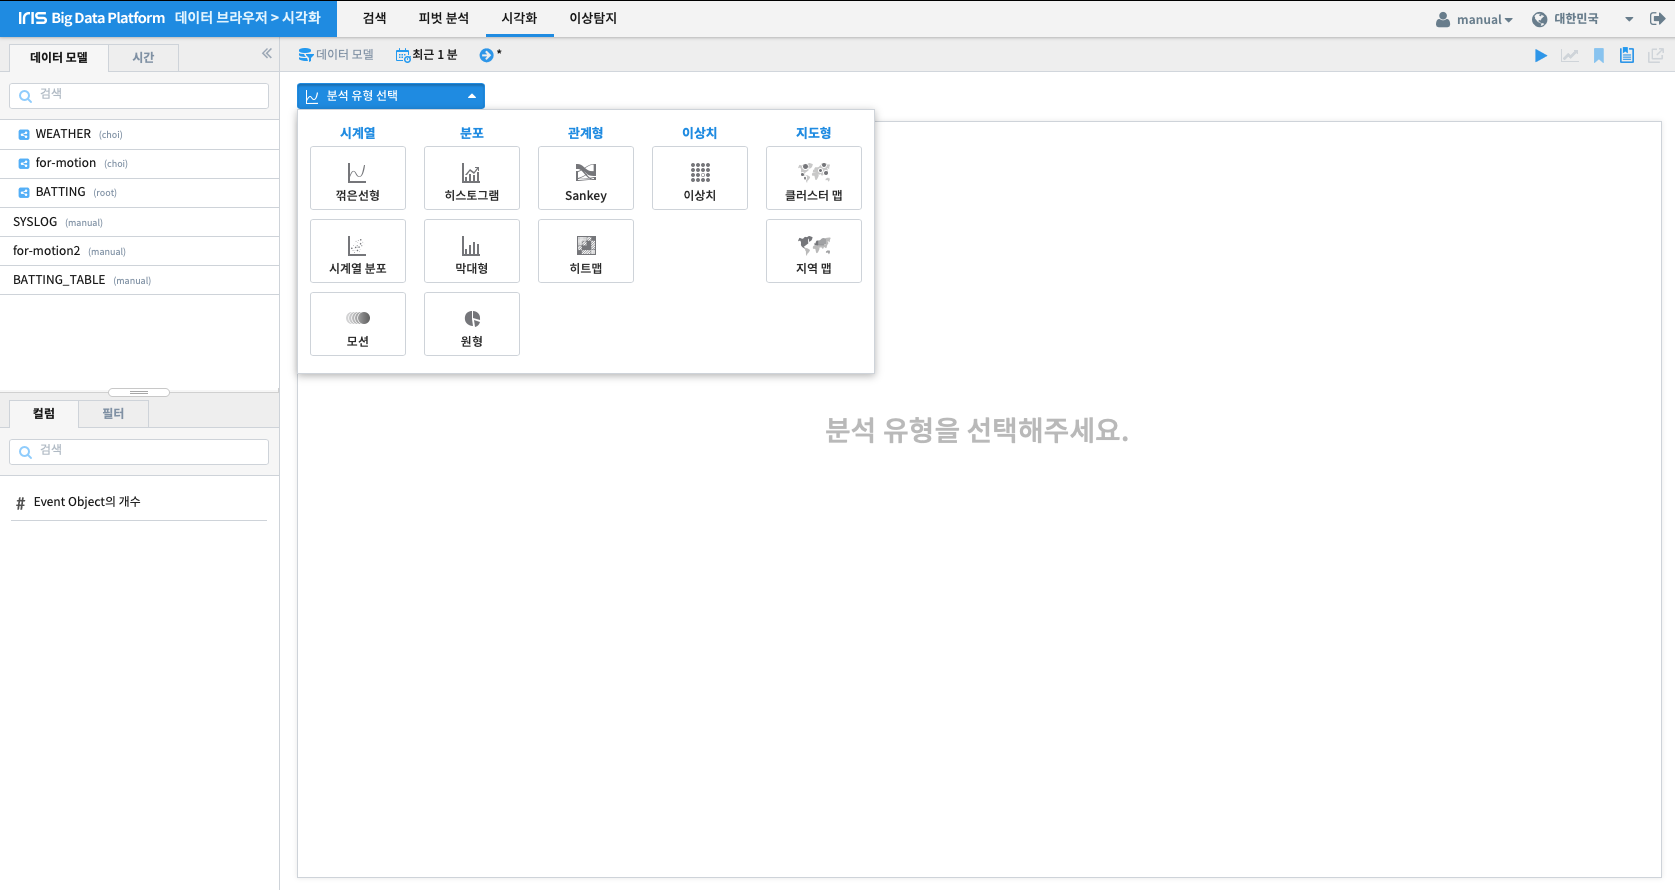 IRIS Big Data Platform 데이터 브라우저 > 시각화
검색 피벗 분석 시각화 이상탐지
manual 대한민국
데이터 모델 시간
검색
WEATHER (choi)
for-motion (choi)
BATTING (root)
SYSLOG (manual)
for-motion2 (manual)
BATTING_TABLE (manual)
컬럼 필터
검색
# Event Object의 개수
데이터 모델 최근 1 분 *
분석 유형 선택
시계열 분포 관계형 이상치 지도형
꺾은선형 히스토그램 Sankey 이상치 클러스터 맵
시계열 분포 막대형 히트맵 지역 맵
모션 원형
분석 유형을 선택해주세요.